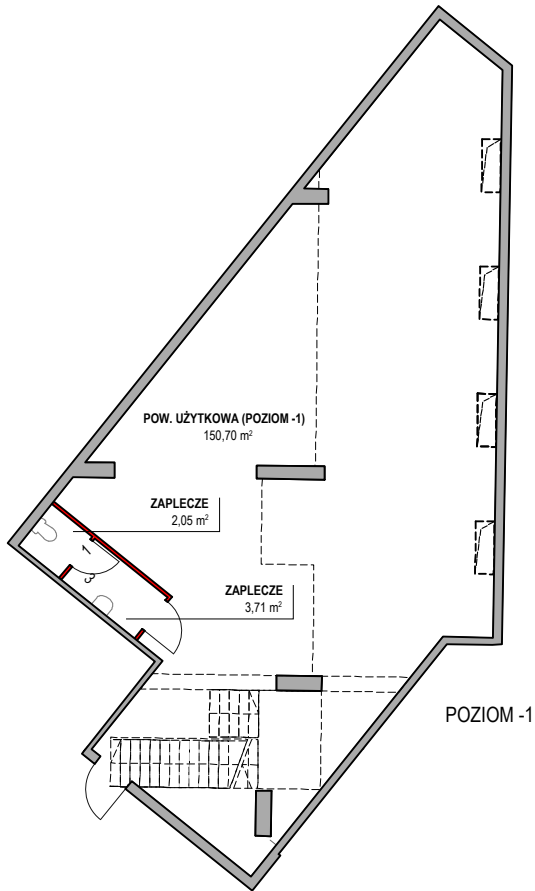 POW. UŻYTKOWA (POZIOM -1)
150,70 m²
ZAPLECZE
2,05 m²
1
3
ZAPLECZE
3,71 m²
POZIOM -1